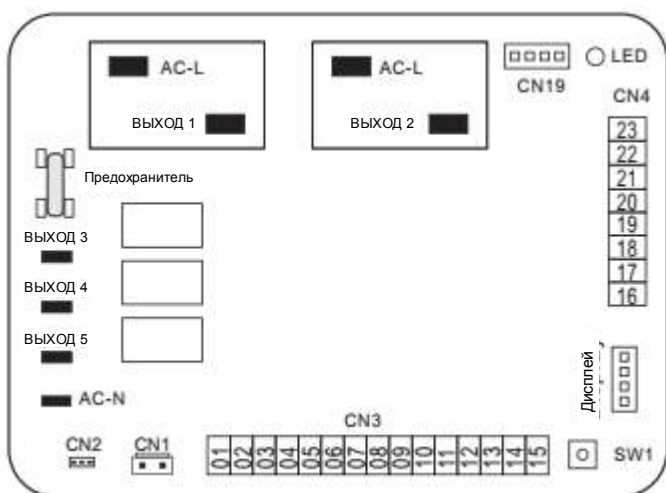 AC-L
AC-L
LED
CN19
CN4
ВЫХОД 1
ВЫХОД 2
23
22
21
20
19
18
17
16
Предохранитель
ВЫХОД 3
ВЫХОД 4
ВЫХОД 5
Дисплей
AC-N
CN3
CN2
CN1
01 02 03 04 05 06 07 08 09 10 11 12 13 14 15
SW1